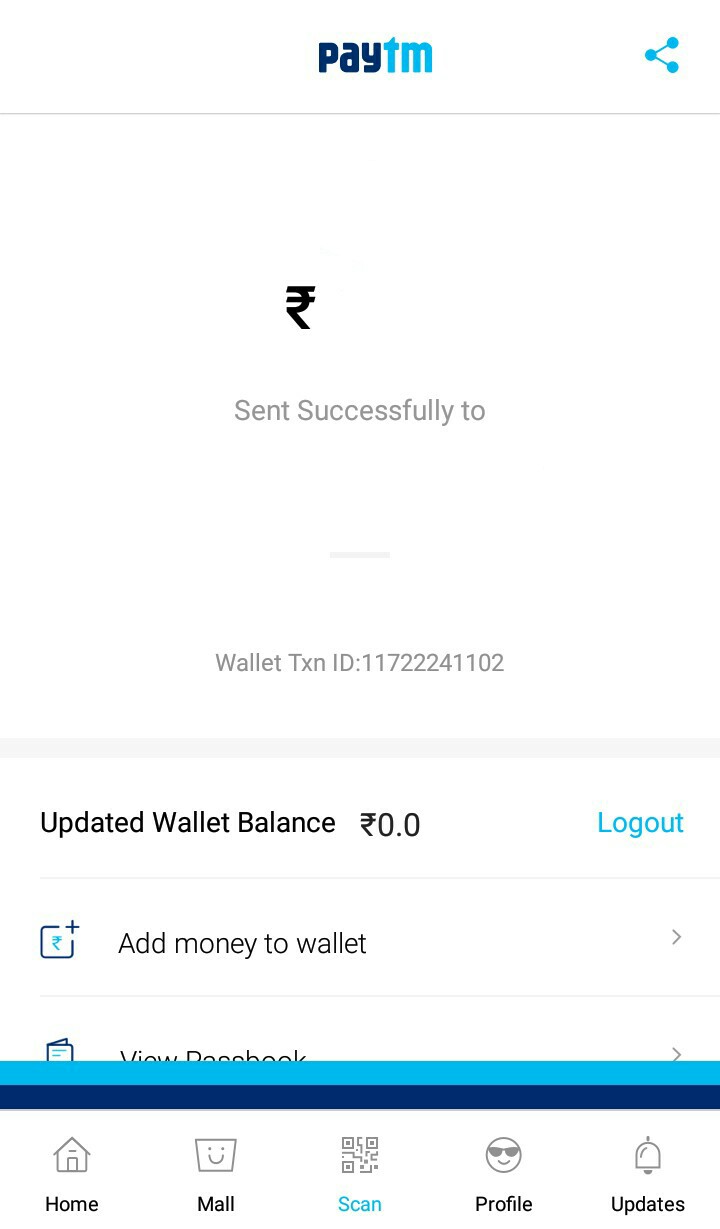 paytm
₹
Sent Successfully to
Wallet Txn ID:11722241102
Updated Wallet Balance ₹0.0 Logout
₹ Add money to wallet
View Passbook
Home Mall Scan Profile Updates